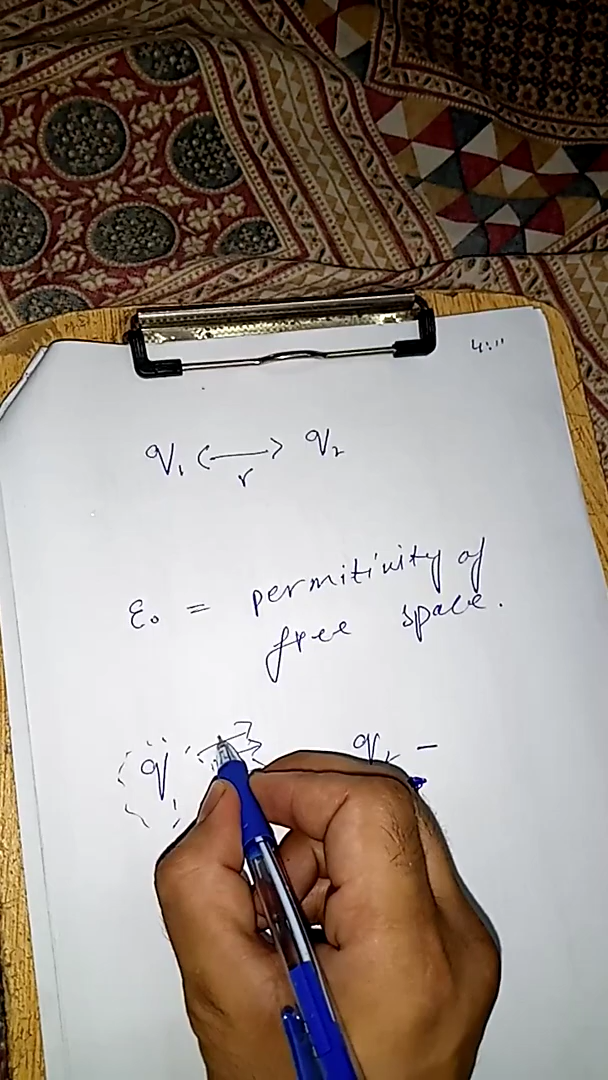 4:11
q₁ ⟷ q₂
r
ε₀ = permitivity of
free space.
q q₂ –